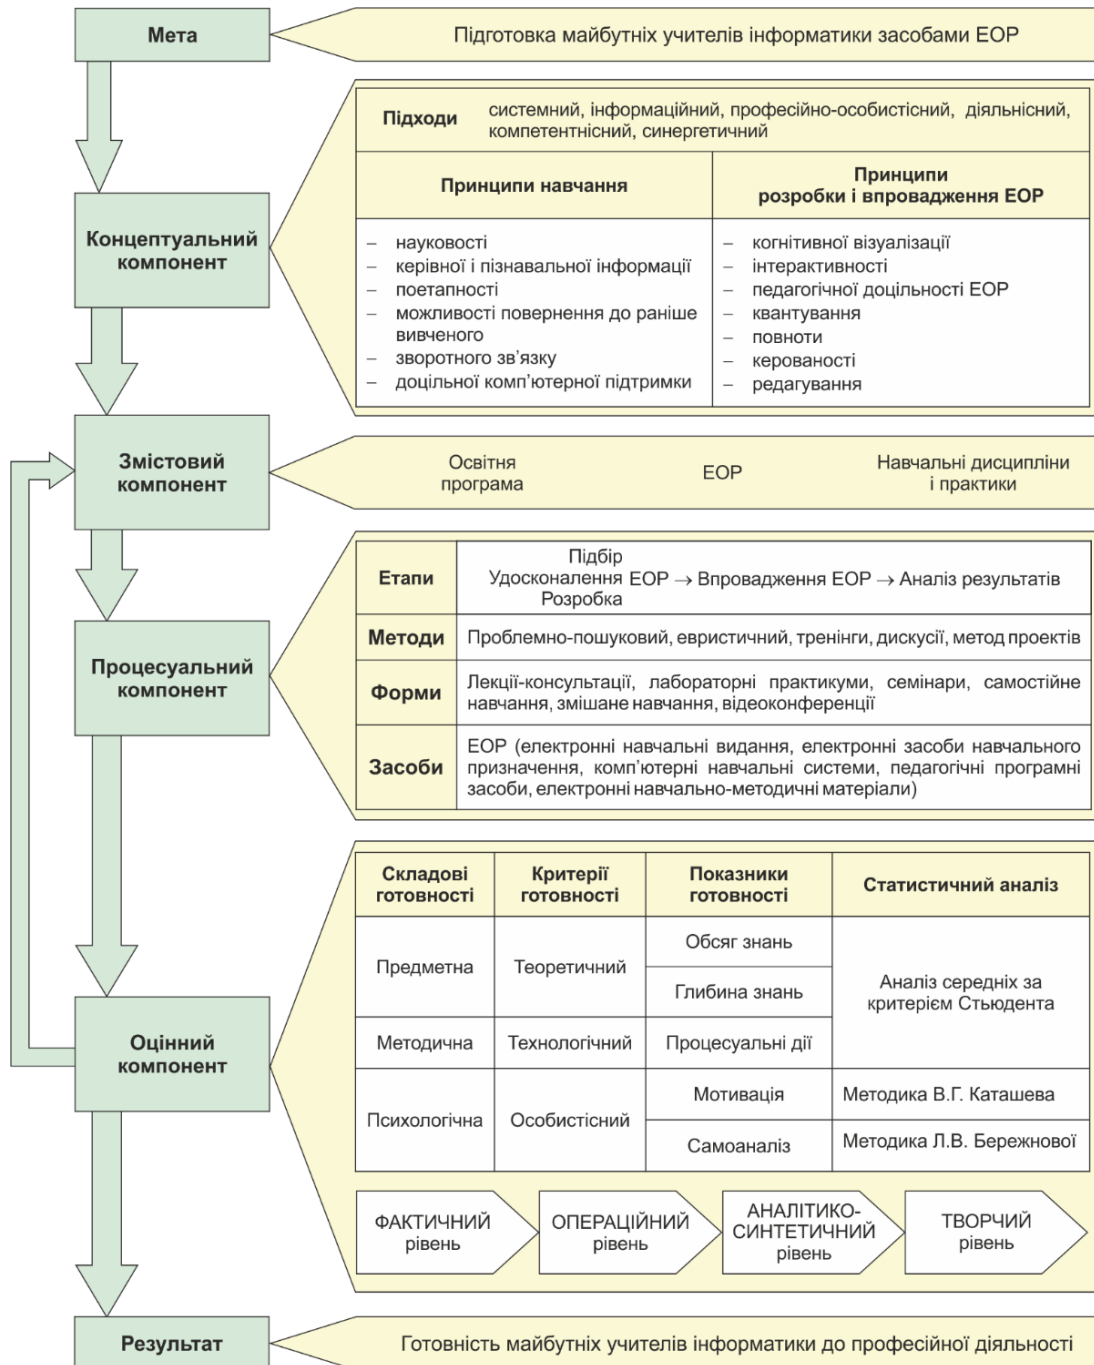 Мета
Підготовка майбутніх учителів інформатики засобами ЕОР
Концептуальний
компонент
Підходи
системний, інформаційний, професійно-особистісний, діяльнісний,
компетентнісний, синергетичний
Принципи навчання
– науковості
– керівної і пізнавальної інформації
– поетапності
– можливості повернення до раніше
вивченого
– зворотного зв’язку
– доцільної комп’ютерної підтримки
Принципи
розробки і впровадження ЕОР
– когнітивної візуалізації
– інтерактивності
– педагогічної доцільності ЕОР
– квантування
– повноти
– керованості
– редагування
Змістовий
компонент
Освітня
програма
ЕОР
Навчальні дисципліни
і практики
Процесуальний
компонент
Етапи
Підбір
Удосконалення
Розробка
ЕОР → Впровадження ЕОР → Аналіз результатів
Методи
Проблемно-пошуковий, евристичний, тренінги, дискусії, метод проектів
Форми
Лекції-консультації, лабораторні практикуми, семінари, самостійне
навчання, змішане навчання, відеоконференції
Засоби
ЕОР (електронні навчальні видання, електронні засоби навчального
призначення, комп’ютерні навчальні системи, педагогічні програмні
засоби, електронні навчально-методичні матеріали)
Оцінний
компонент
Складові
готовності
Критерії
готовності
Показники
готовності
Статистичний аналіз
Предметна
Теоретичний
Обсяг знань
Глибина знань
Аналіз середніх за
критерієм Стьюдента
Методична
Технологічний
Процесуальні дії
Психологічна
Особистісний
Мотивація
Методика В.Г. Каташева
Самоаналіз
Методика Л.В. Бережнової
ФАКТИЧНИЙ
рівень
ОПЕРАЦІЙНИЙ
рівень
АНАЛІТИКО-
СИНТЕТИЧНИЙ
рівень
ТВОРЧИЙ
рівень
Результат
Готовність майбутніх учителів інформатики до професійної діяльності